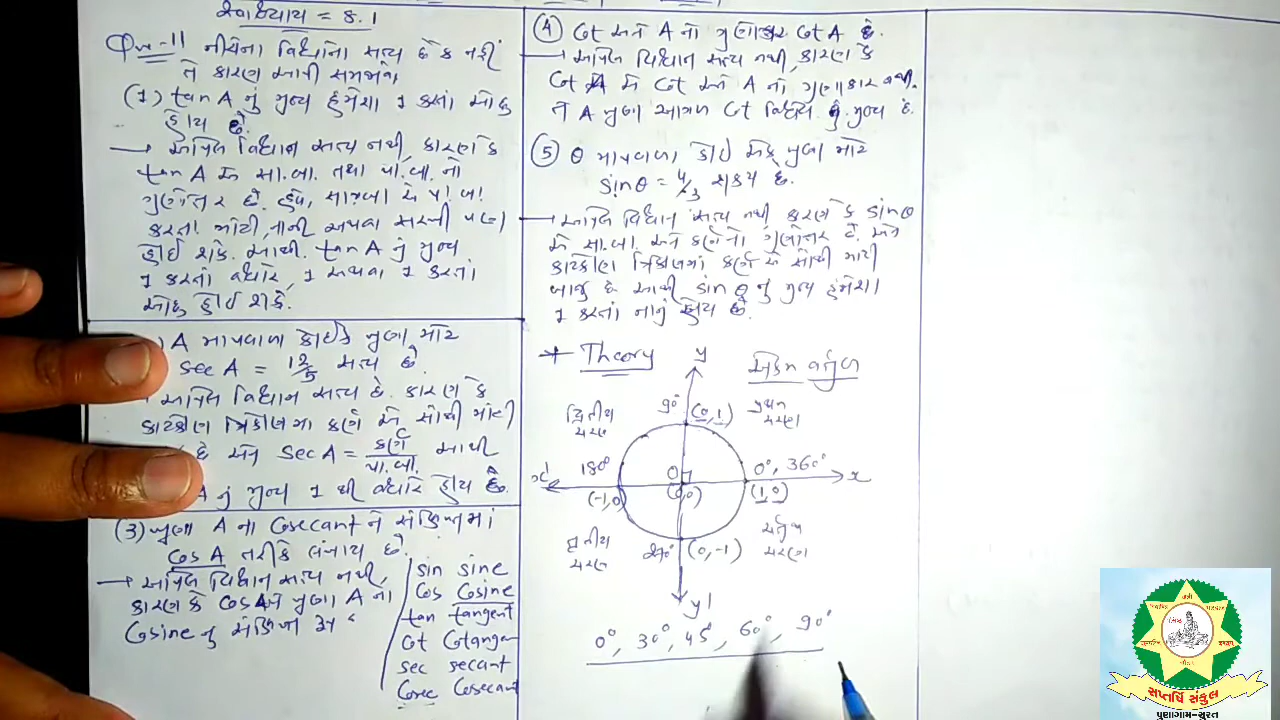 સ્વાધ્યાય = 8.1
Que-11 નીચેના વિધાનો સત્ય છે કે નહીં
તે કારણ આપી સમજાવો
(1) tan A નું મૂલ્ય હંમેશા 1 કરતાં ઓછુ
હોય છે.
→ આપેલ વિધાન સત્ય નથી, કારણ કે
tan A એ સા.બા. તથા પા.બા. નો
ગુણોત્તર છે. હવે, સા.બા એ પા.બા
કરતા મોટી, નાની અથવા સરખી પણ
હોઈ શકે. આથી tan A નું મૂલ્ય
1 કરતાં વધારે, 1 અથવા 1 કરતાં
ઓછુ હોઈ શકે.
A માપવાળા કોઈક ખૂણા માટે
sec A = 12/5 સત્ય છે.
આપેલ વિધાન સત્ય છે. કારણ કે
કાટકોણ ત્રિકોણમા કર્ણ એ સૌથી મોટી
છે અને sec A = કર્ણ/પા.બા. આથી
A નું મૂલ્ય 1 થી વધારે હોય છે.
(3) ખૂણા A ના Cosecant ને સંક્ષિપ્તમાં
Cos A તરીકે લખાય છે.
→ આપેલ વિધાન સત્ય નથી,
કારણ કે Cos A એ ખૂણા A ના
Cosine નું સંક્ષિપ્ત રૂપ
sin sine
Cos Cosine
tan tangent
Cot Cotangent
sec secant
Cosec Cosecant
(4) Cot અને A નો ગુણાકાર Cot A છે.
→ આપેલ વિધાન સત્ય નથી, કારણ કે
Cot A એ Cot અને A નો ગુણાકાર નથી.
તે A ખૂણા આગળ Cot વિધેય નું મૂલ્ય છે.
(5) θ માપવાળા કોઈ એક ખૂણા માટે
sin θ = 4/3 શક્ય છે.
→ આપેલ વિધાન સત્ય નથી કારણ કે sin θ
એ સા.બા. અને કર્ણનો ગુણોત્તર છે. અને
કાટકોણ ત્રિકોણમાં કર્ણ એ સૌથી મોટી
બાજુ છે આથી sin θ નું મૂલ્ય હંમેશા
1 કરતાં નાનું હોય છે.
* Theory
એકમ વર્તુળ
y
90° (0, 1)
દ્વિતીય ચરણ
પ્રથમ ચરણ
x' 180° O 0°, 360° x
(-1, 0) (0,0) (1, 0)
તૃતીય ચરણ
ચતુર્થ ચરણ
270° (0, -1)
y'
0°, 30°, 45°, 60°, 90°
સપ્તર્ષિ સંકુલ
પુણાગામ-સુરત